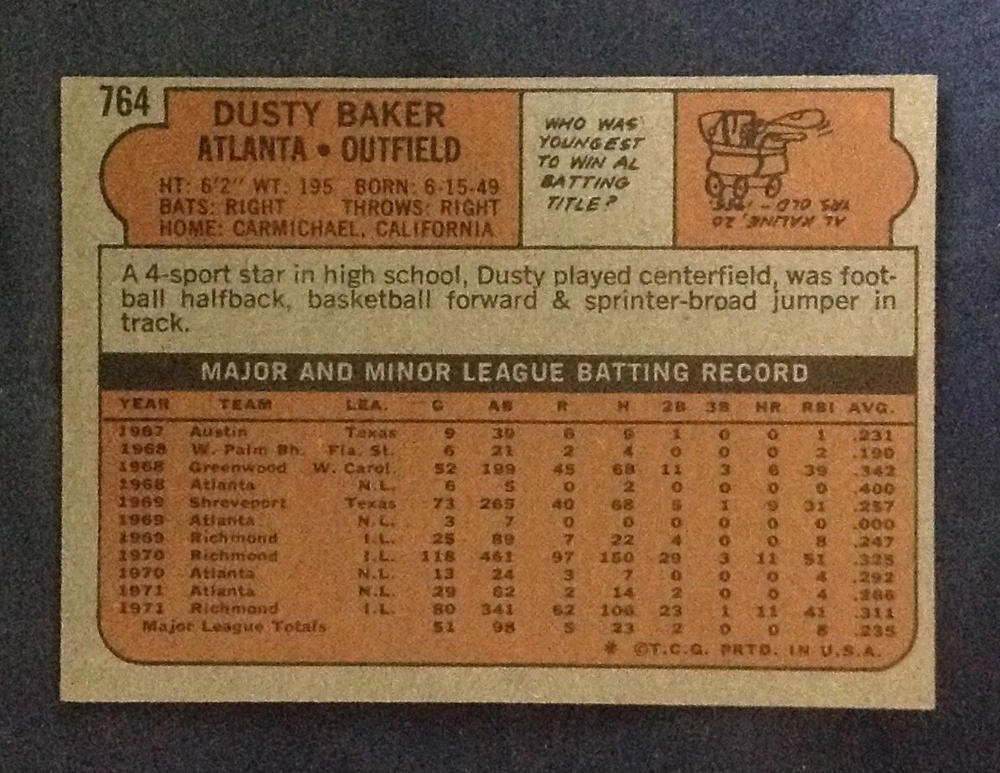 764
DUSTY BAKER
ATLANTA • OUTFIELD
HT: 6'2" WT: 195 BORN: 6-15-49
BATS: RIGHT THROWS: RIGHT
HOME: CARMICHAEL, CALIFORNIA
WHO WAS
YOUNGEST
TO WIN AL
BATTING
TITLE?
AL KALINE, 20
YRS OLD - 1955.
A 4-sport star in high school, Dusty played centerfield, was foot-
ball halfback, basketball forward & sprinter-broad jumper in
track.
MAJOR AND MINOR LEAGUE BATTING RECORD
YEAR TEAM LEA. G AB R H 2B 3B HR RBI AVG.
1967 Austin Texas 9 39 6 9 1 0 0 1 .231
1968 W. Palm Bh. Fla. St. 6 21 2 4 0 0 0 2 .190
1968 Greenwood W. Carol. 52 199 45 68 11 3 6 39 .342
1968 Atlanta N.L. 6 5 0 2 0 0 0 0 .400
1969 Shreveport Texas 73 265 40 68 5 1 9 31 .257
1969 Atlanta N.L. 3 7 0 0 0 0 0 0 .000
1969 Richmond I.L. 25 89 7 22 4 0 0 8 .247
1970 Richmond I.L. 118 461 97 150 29 3 11 51 .325
1970 Atlanta N.L. 13 24 3 7 0 0 0 4 .292
1971 Atlanta N.L. 29 62 2 14 2 0 0 4 .266
1971 Richmond I.L. 80 341 62 106 23 1 11 41 .311
Major League Totals 51 98 5 23 2 0 0 8 .235
* ©T.C.G. PRTD. IN U.S.A.